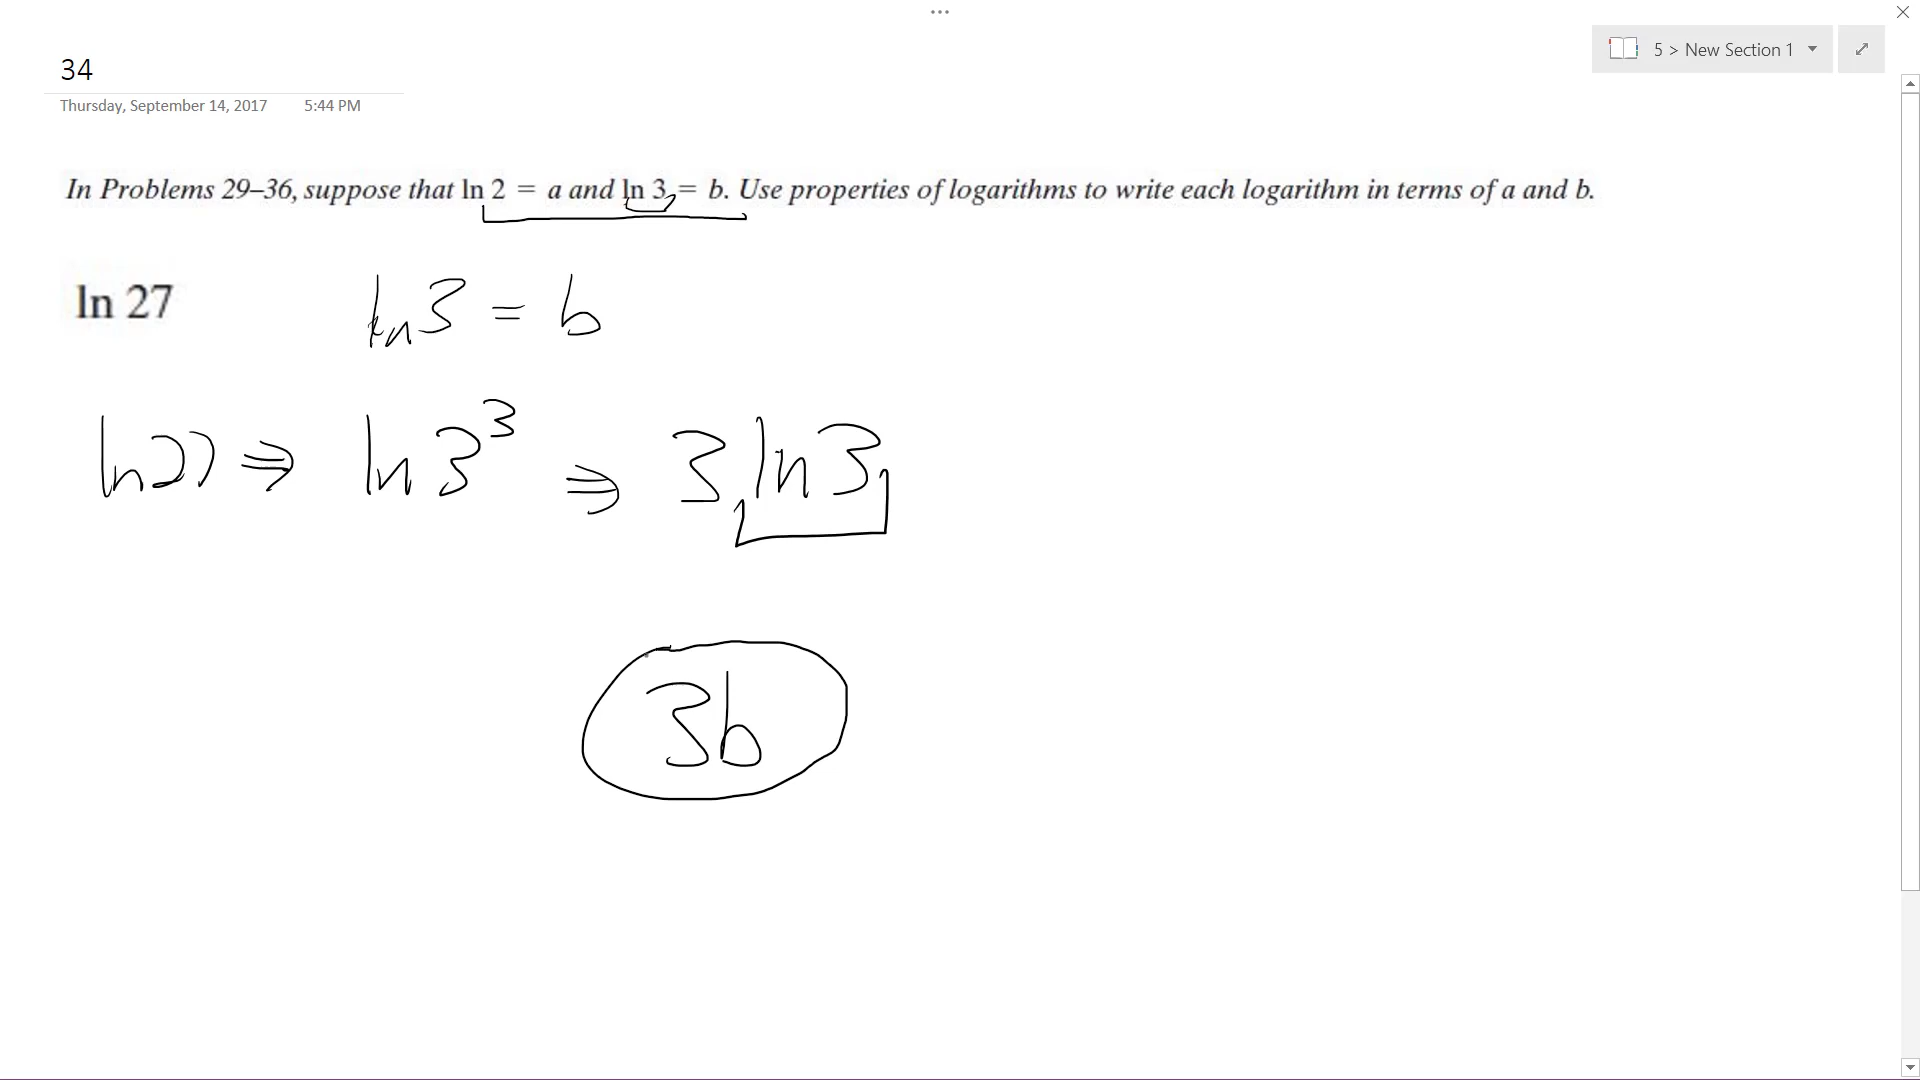 5 > New Section 1
34
Thursday, September 14, 2017 5:44 PM
In Problems 29–36, suppose that ln 2 = a and ln 3 = b. Use properties of logarithms to write each logarithm in terms of a and b.
ln 27
ln 3 = b
ln 27 ⇒ ln 3³ ⇒ 3 ln 3
3b